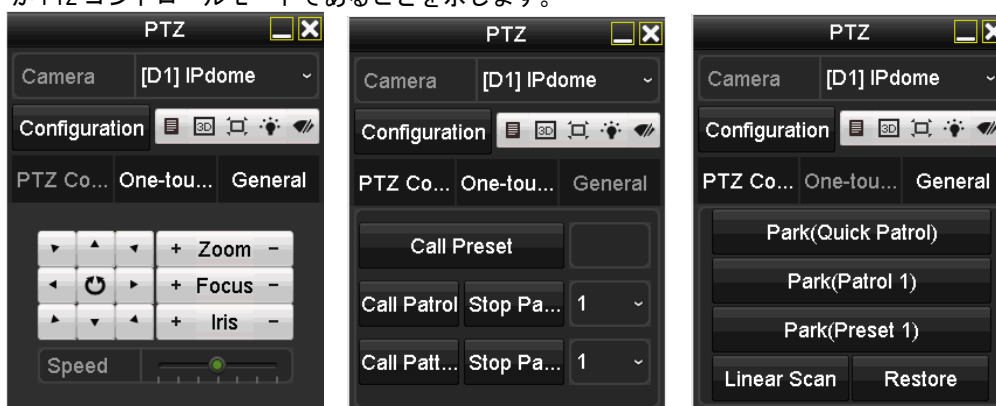 PTZ
Camera [D1] IPdome
Configuration 3D
PTZ Co... One-tou... General
+ Zoom −
+ Focus −
+ Iris −
Speed
PTZ
Camera [D1] IPdome
Configuration 3D
PTZ Co... One-tou... General
Call Preset
Call Patrol Stop Pa... 1
Call Patt... Stop Pa... 1
PTZ
Camera [D1] IPdome
Configuration 3D
PTZ Co... One-tou... General
Park(Quick Patrol)
Park(Patrol 1)
Park(Preset 1)
Linear Scan Restore